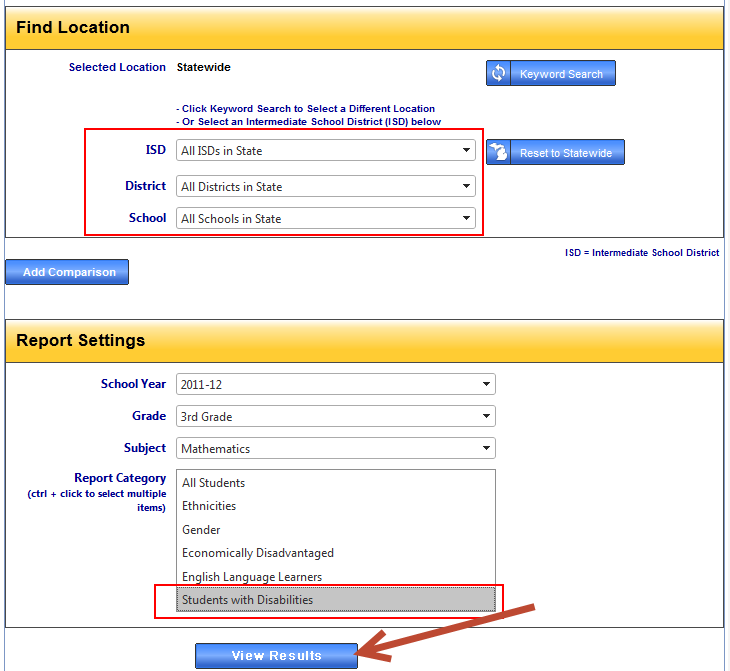 Find Location
Selected Location Statewide
Keyword Search
- Click Keyword Search to Select a Different Location
- Or Select an Intermediate School District (ISD) below
ISD All ISDs in State
Reset to Statewide
District All Districts in State
School All Schools in State
ISD = Intermediate School District
Add Comparison
Report Settings
School Year 2011-12
Grade 3rd Grade
Subject Mathematics
Report Category
(ctrl + click to select multiple
items)
All Students
Ethnicities
Gender
Economically Disadvantaged
English Language Learners
Students with Disabilities
View Results